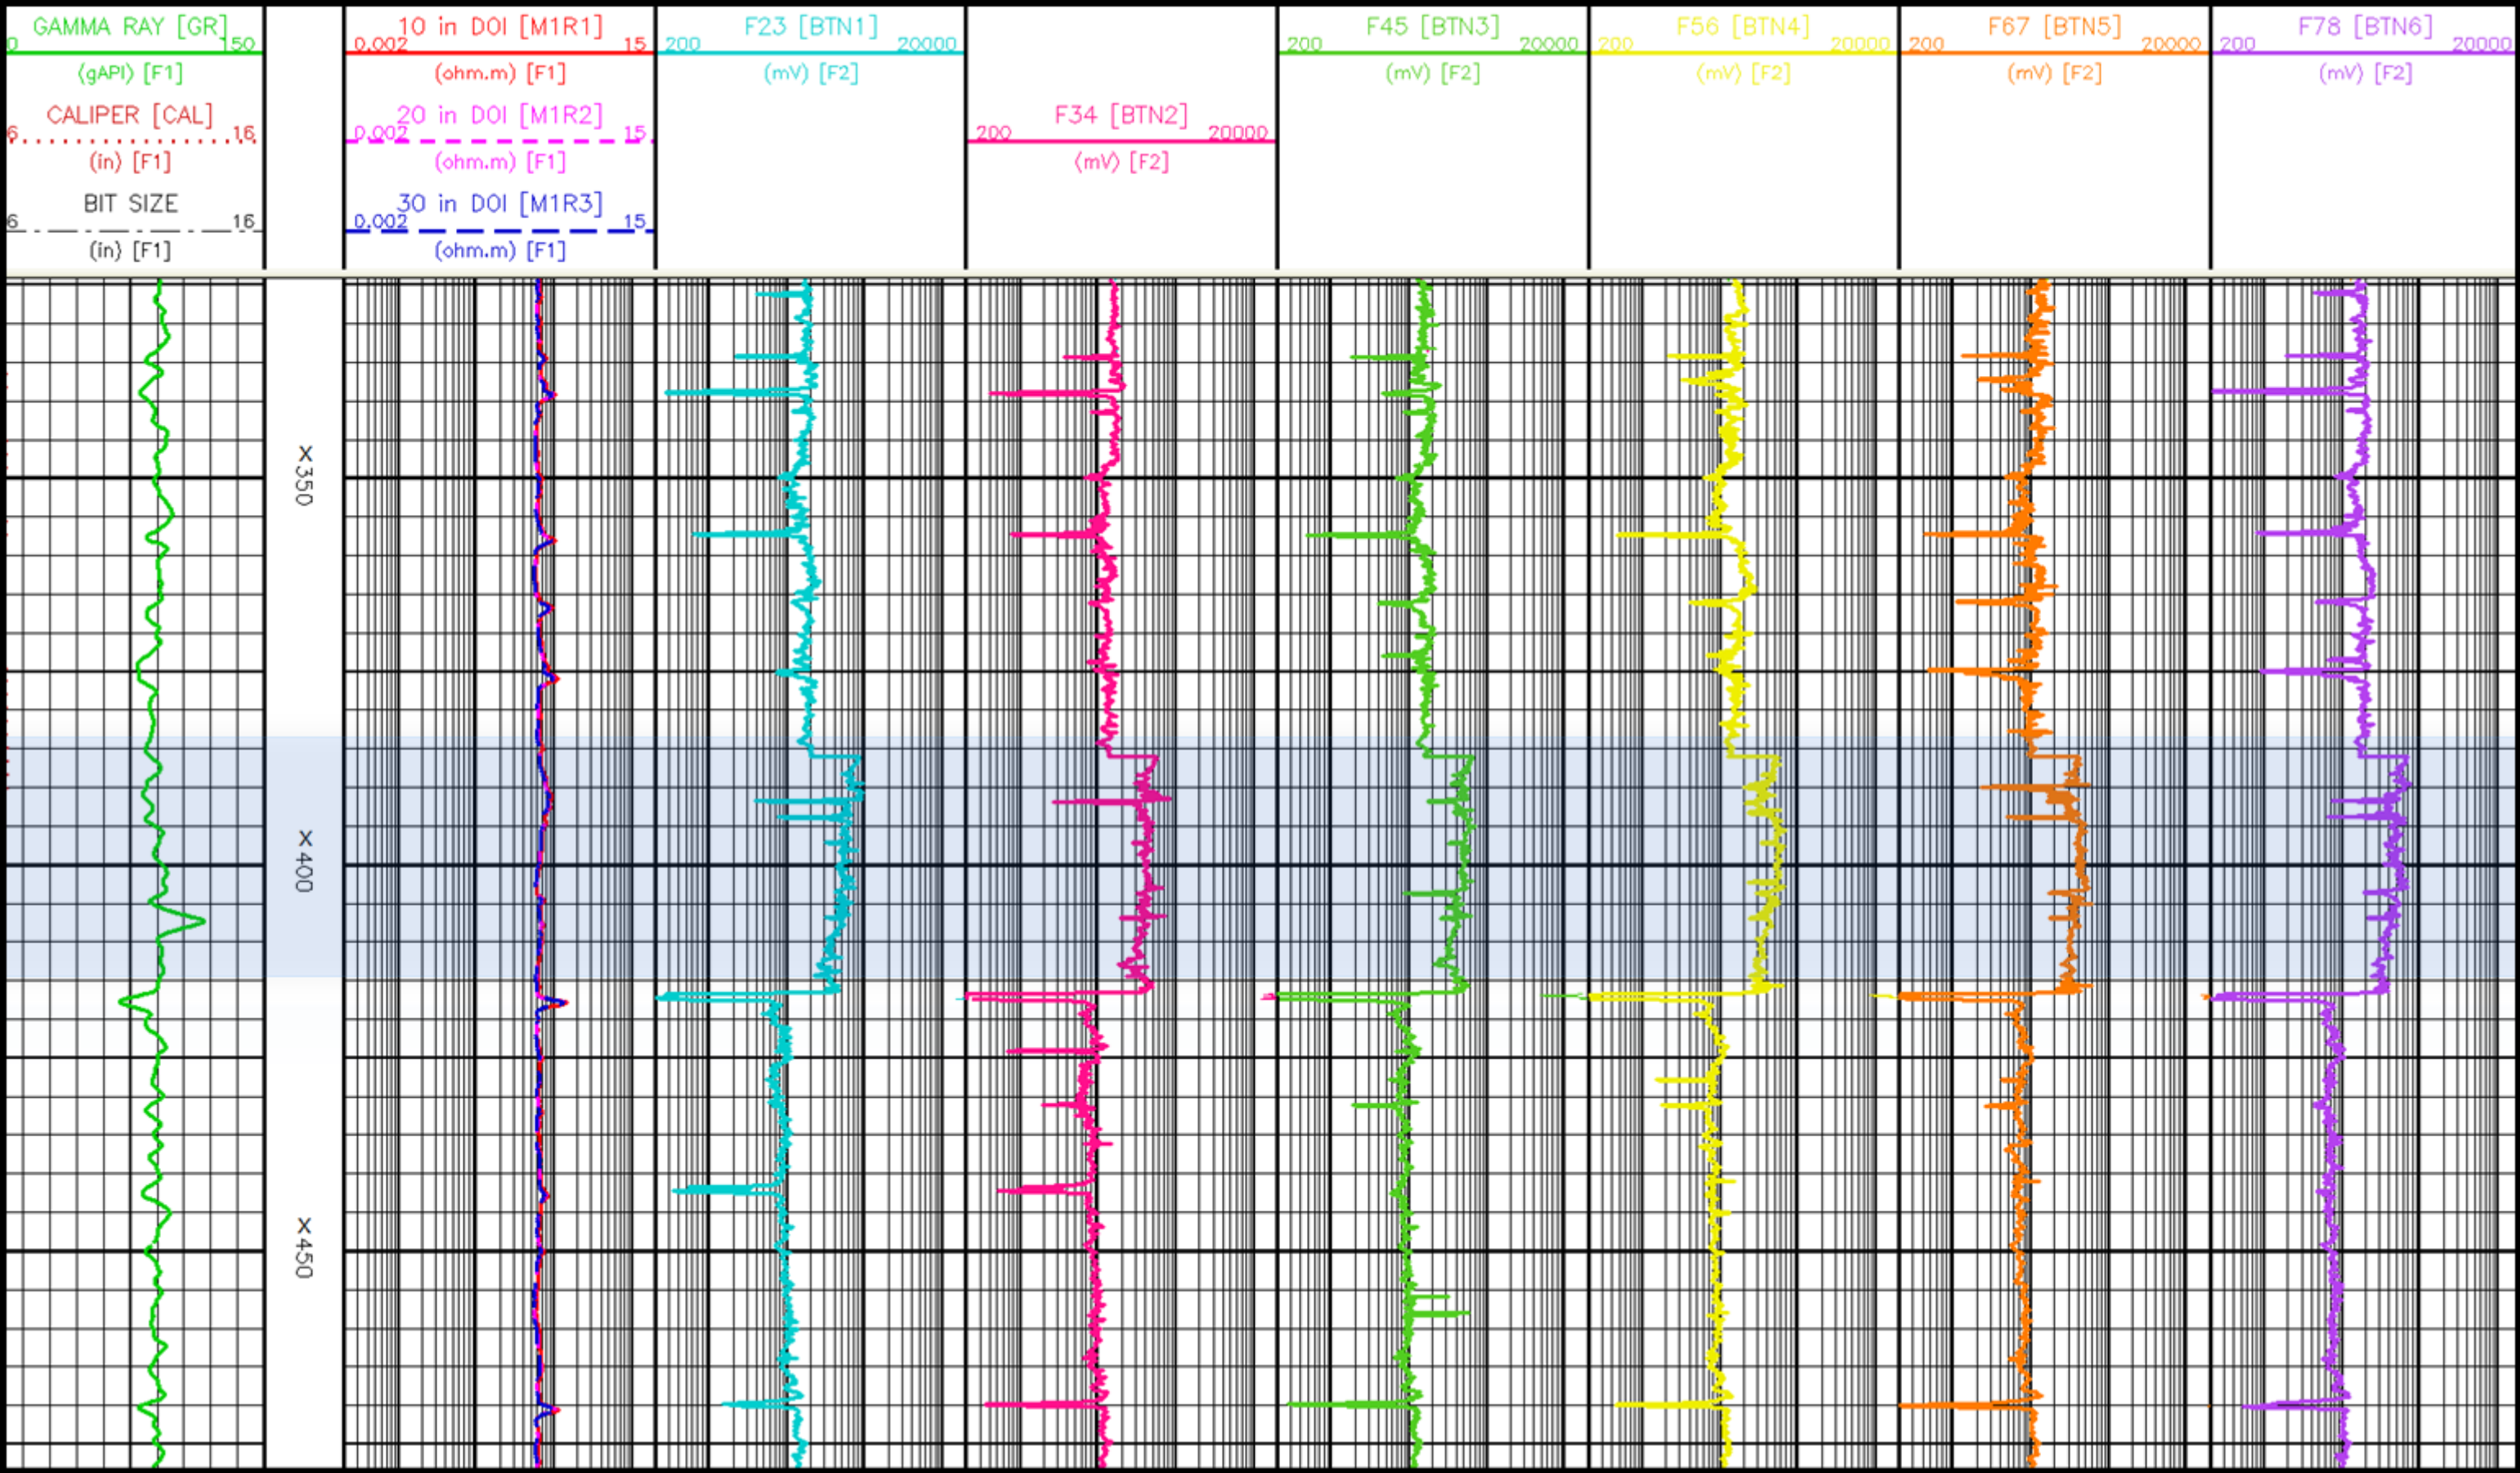 GAMMA RAY [GR]
0 150
(gAPI) [F1]
CALIPER [CAL]
6 16
(in) [F1]
BIT SIZE
6 16
(in) [F1]
10 in DOI [M1R1]
0.002 15
(ohm.m) [F1]
20 in DOI [M1R2]
0.002 15
(ohm.m) [F1]
30 in DOI [M1R3]
0.002 15
(ohm.m) [F1]
F23 [BTN1]
200 20000
(mV) [F2]
F34 [BTN2]
200 20000
(mV) [F2]
F45 [BTN3]
200 20000
(mV) [F2]
F56 [BTN4]
200 20000
(mV) [F2]
F67 [BTN5]
200 20000
(mV) [F2]
F78 [BTN6]
200 20000
(mV) [F2]
X350
X400
X450